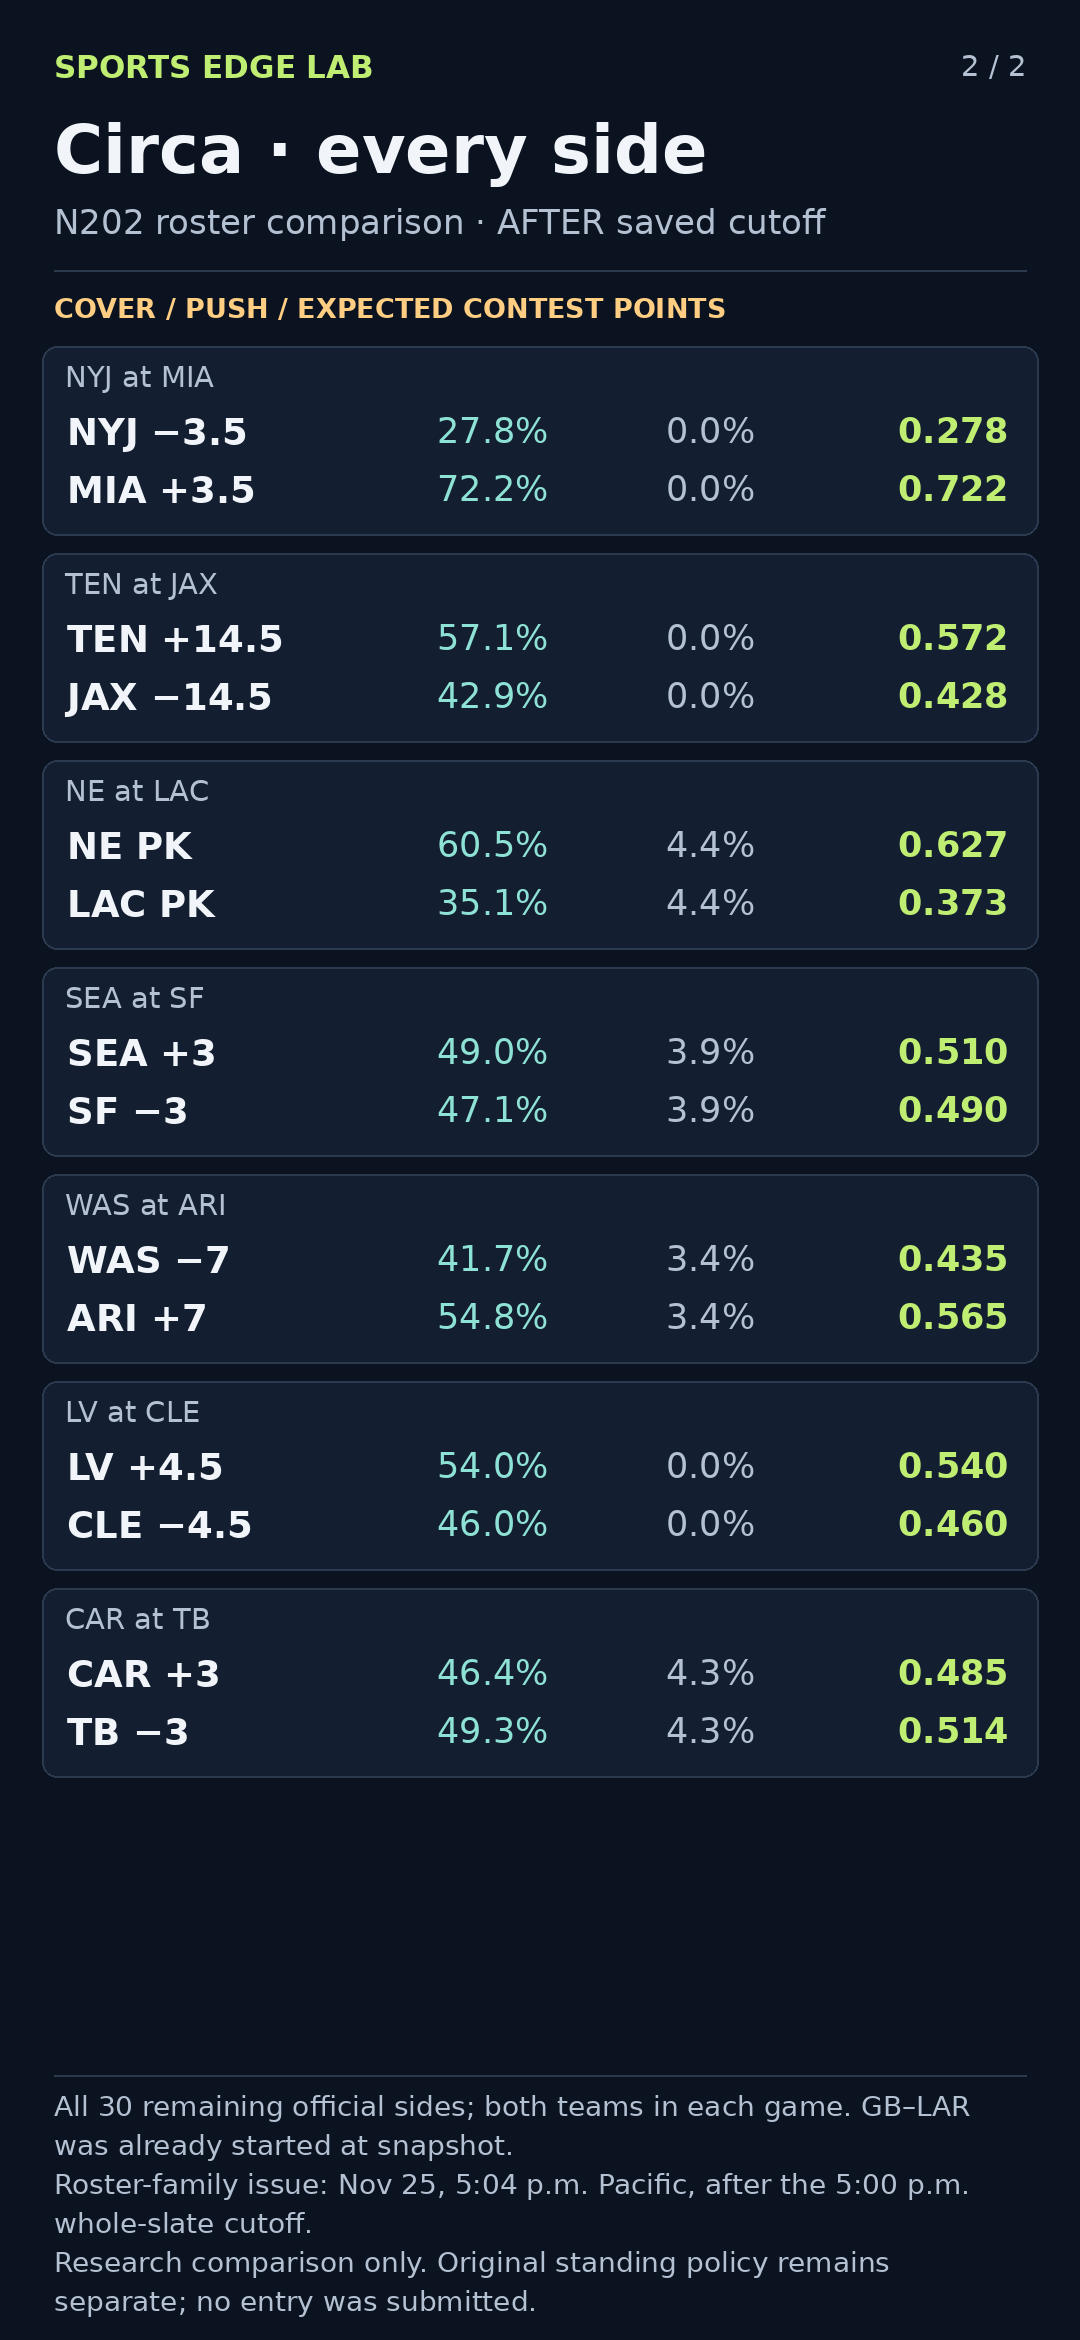 SPORTS EDGE LAB 2 / 2
Circa · every side
N202 roster comparison · AFTER saved cutoff
COVER / PUSH / EXPECTED CONTEST POINTS
NYJ at MIA
NYJ −3.5 27.8% 0.0% 0.278
MIA +3.5 72.2% 0.0% 0.722
TEN at JAX
TEN +14.5 57.1% 0.0% 0.572
JAX −14.5 42.9% 0.0% 0.428
NE at LAC
NE PK 60.5% 4.4% 0.627
LAC PK 35.1% 4.4% 0.373
SEA at SF
SEA +3 49.0% 3.9% 0.510
SF −3 47.1% 3.9% 0.490
WAS at ARI
WAS −7 41.7% 3.4% 0.435
ARI +7 54.8% 3.4% 0.565
LV at CLE
LV +4.5 54.0% 0.0% 0.540
CLE −4.5 46.0% 0.0% 0.460
CAR at TB
CAR +3 46.4% 4.3% 0.485
TB −3 49.3% 4.3% 0.514
All 30 remaining official sides; both teams in each game. GB–LAR
was already started at snapshot.
Roster-family issue: Nov 25, 5:04 p.m. Pacific, after the 5:00 p.m.
whole-slate cutoff.
Research comparison only. Original standing policy remains
separate; no entry was submitted.